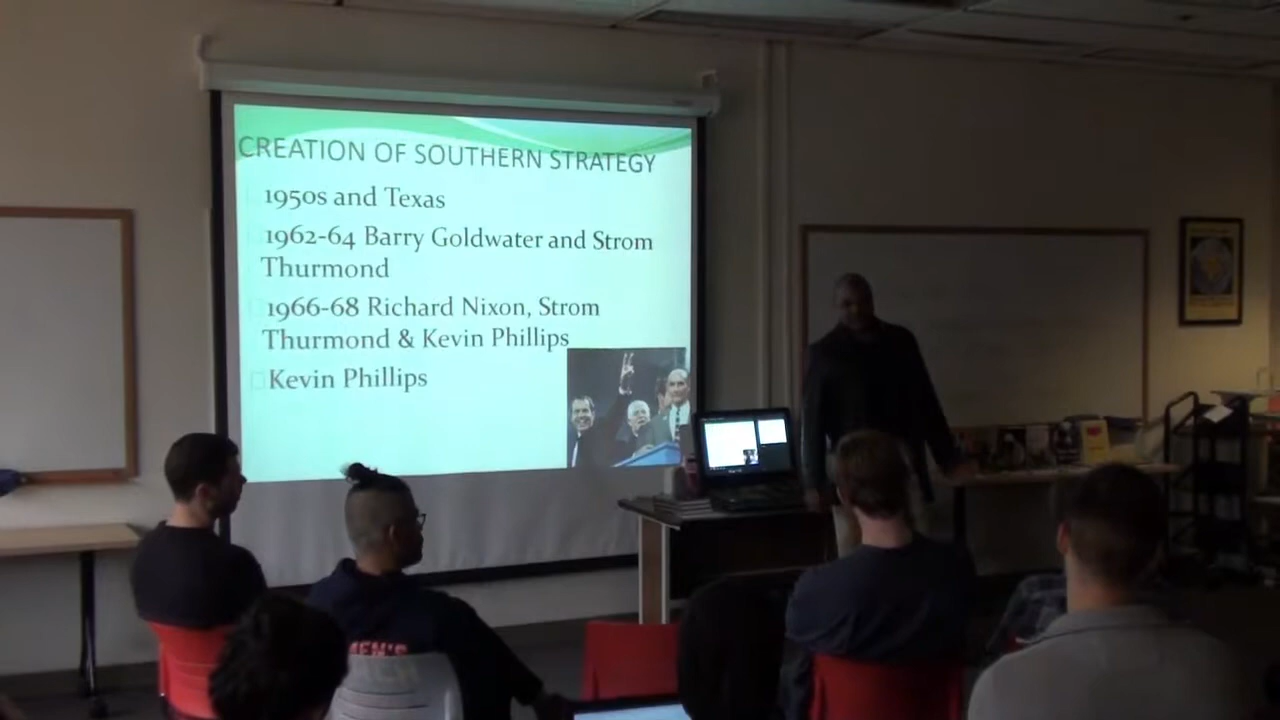 CREATION OF SOUTHERN STRATEGY
1950s and Texas
1962-64 Barry Goldwater and Strom
Thurmond
1966-68 Richard Nixon, Strom
Thurmond & Kevin Phillips
Kevin Phillips
MEN'S